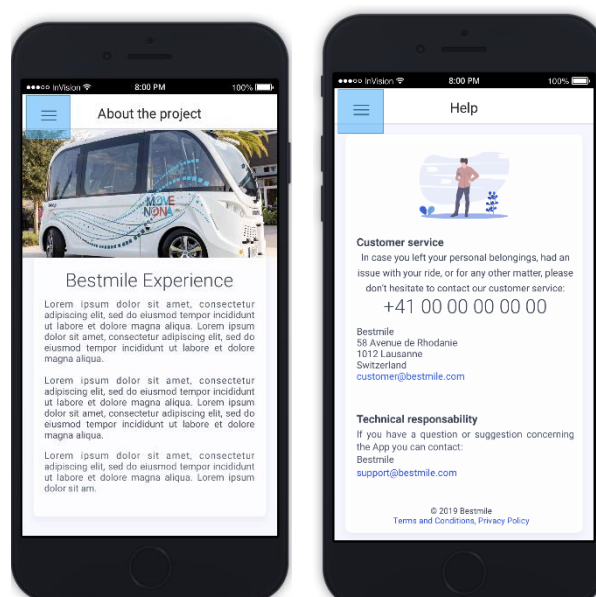 InVision
8:00 PM
100%
About the project
MOVE
NONA
Bestmile Experience
Lorem ipsum dolor sit amet, consectetur
adipiscing elit, sed do eiusmod tempor incididunt
ut labore et dolore magna aliqua. Lorem ipsum
dolor sit amet, consectetur adipiscing elit, sed do
eiusmod tempor incididunt ut labore et dolore
magna aliqua.
Lorem ipsum dolor sit amet, consectetur
adipiscing elit, sed do eiusmod tempor incididunt
ut labore et dolore magna aliqua. Lorem ipsum
dolor sit amet, consectetur adipiscing elit, sed do
eiusmod tempor incididunt ut labore et dolore
magna aliqua.
Lorem ipsum dolor sit amet, consectetur
adipiscing elit, sed do eiusmod tempor incididunt
ut labore et dolore magna aliqua. Lorem ipsum
dolor sit am.
InVision
8:00 PM
100%
Help
Customer service
In case you left your personal belongings, had an
issue with your ride, or for any other matter, please
don't hesitate to contact our customer service:
+41 00 00 00 00 00
Bestmile
58 Avenue de Rhodanie
1012 Lausanne
Switzerland
customer@bestmile.com
Technical responsability
If you have a question or suggestion concerning
the App you can contact:
Bestmile
support@bestmile.com
© 2019 Bestmile
Terms and Conditions, Privacy Policy